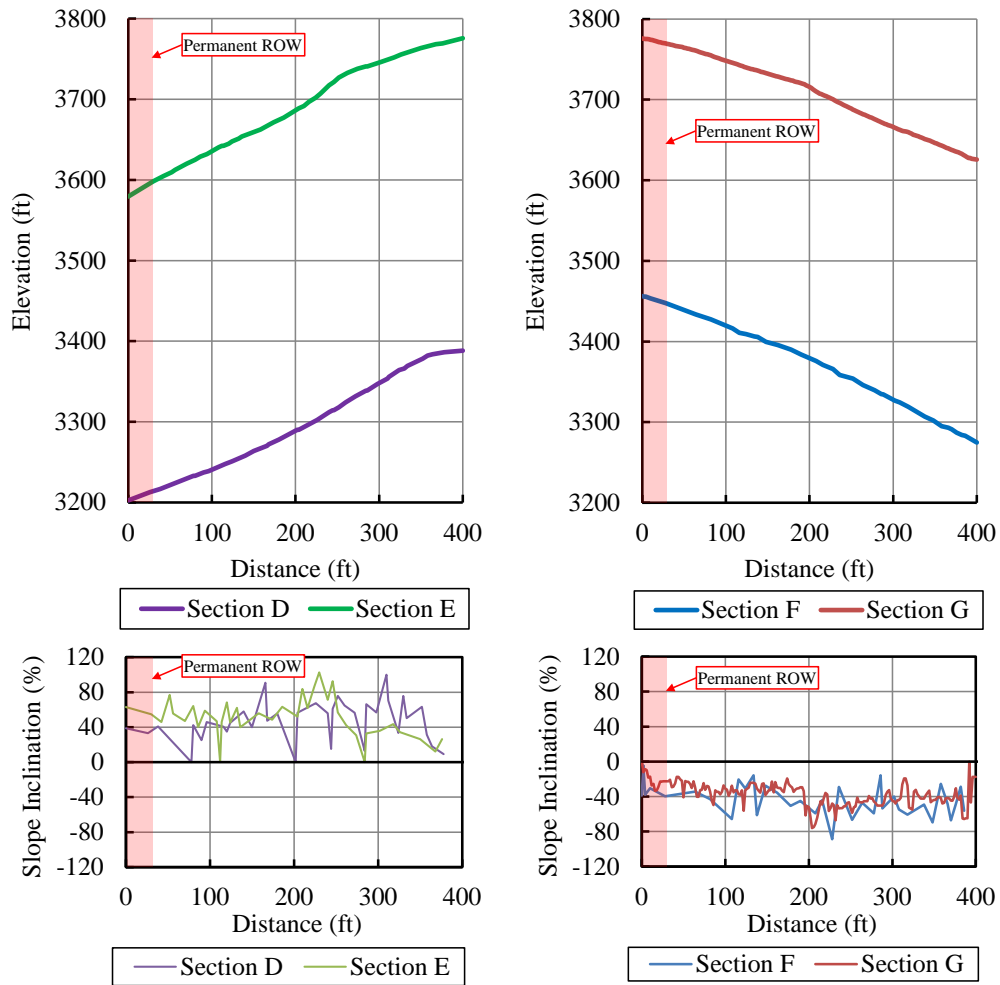 3800
3700
3600
3500
3400
3300
3200
Elevation (ft)
Permanent ROW
0 100 200 300 400
Distance (ft)
Section D Section E
3800
3700
3600
3500
3400
3300
3200
Elevation (ft)
Permanent ROW
0 100 200 300 400
Distance (ft)
Section F Section G
120
80
40
0
-40
-80
-120
Slope Inclination (%)
Permanent ROW
0 100 200 300 400
Distance (ft)
Section D Section E
120
80
40
0
-40
-80
-120
Slope Inclination (%)
Permanent ROW
0 100 200 300 400
Distance (ft)
Section F Section G